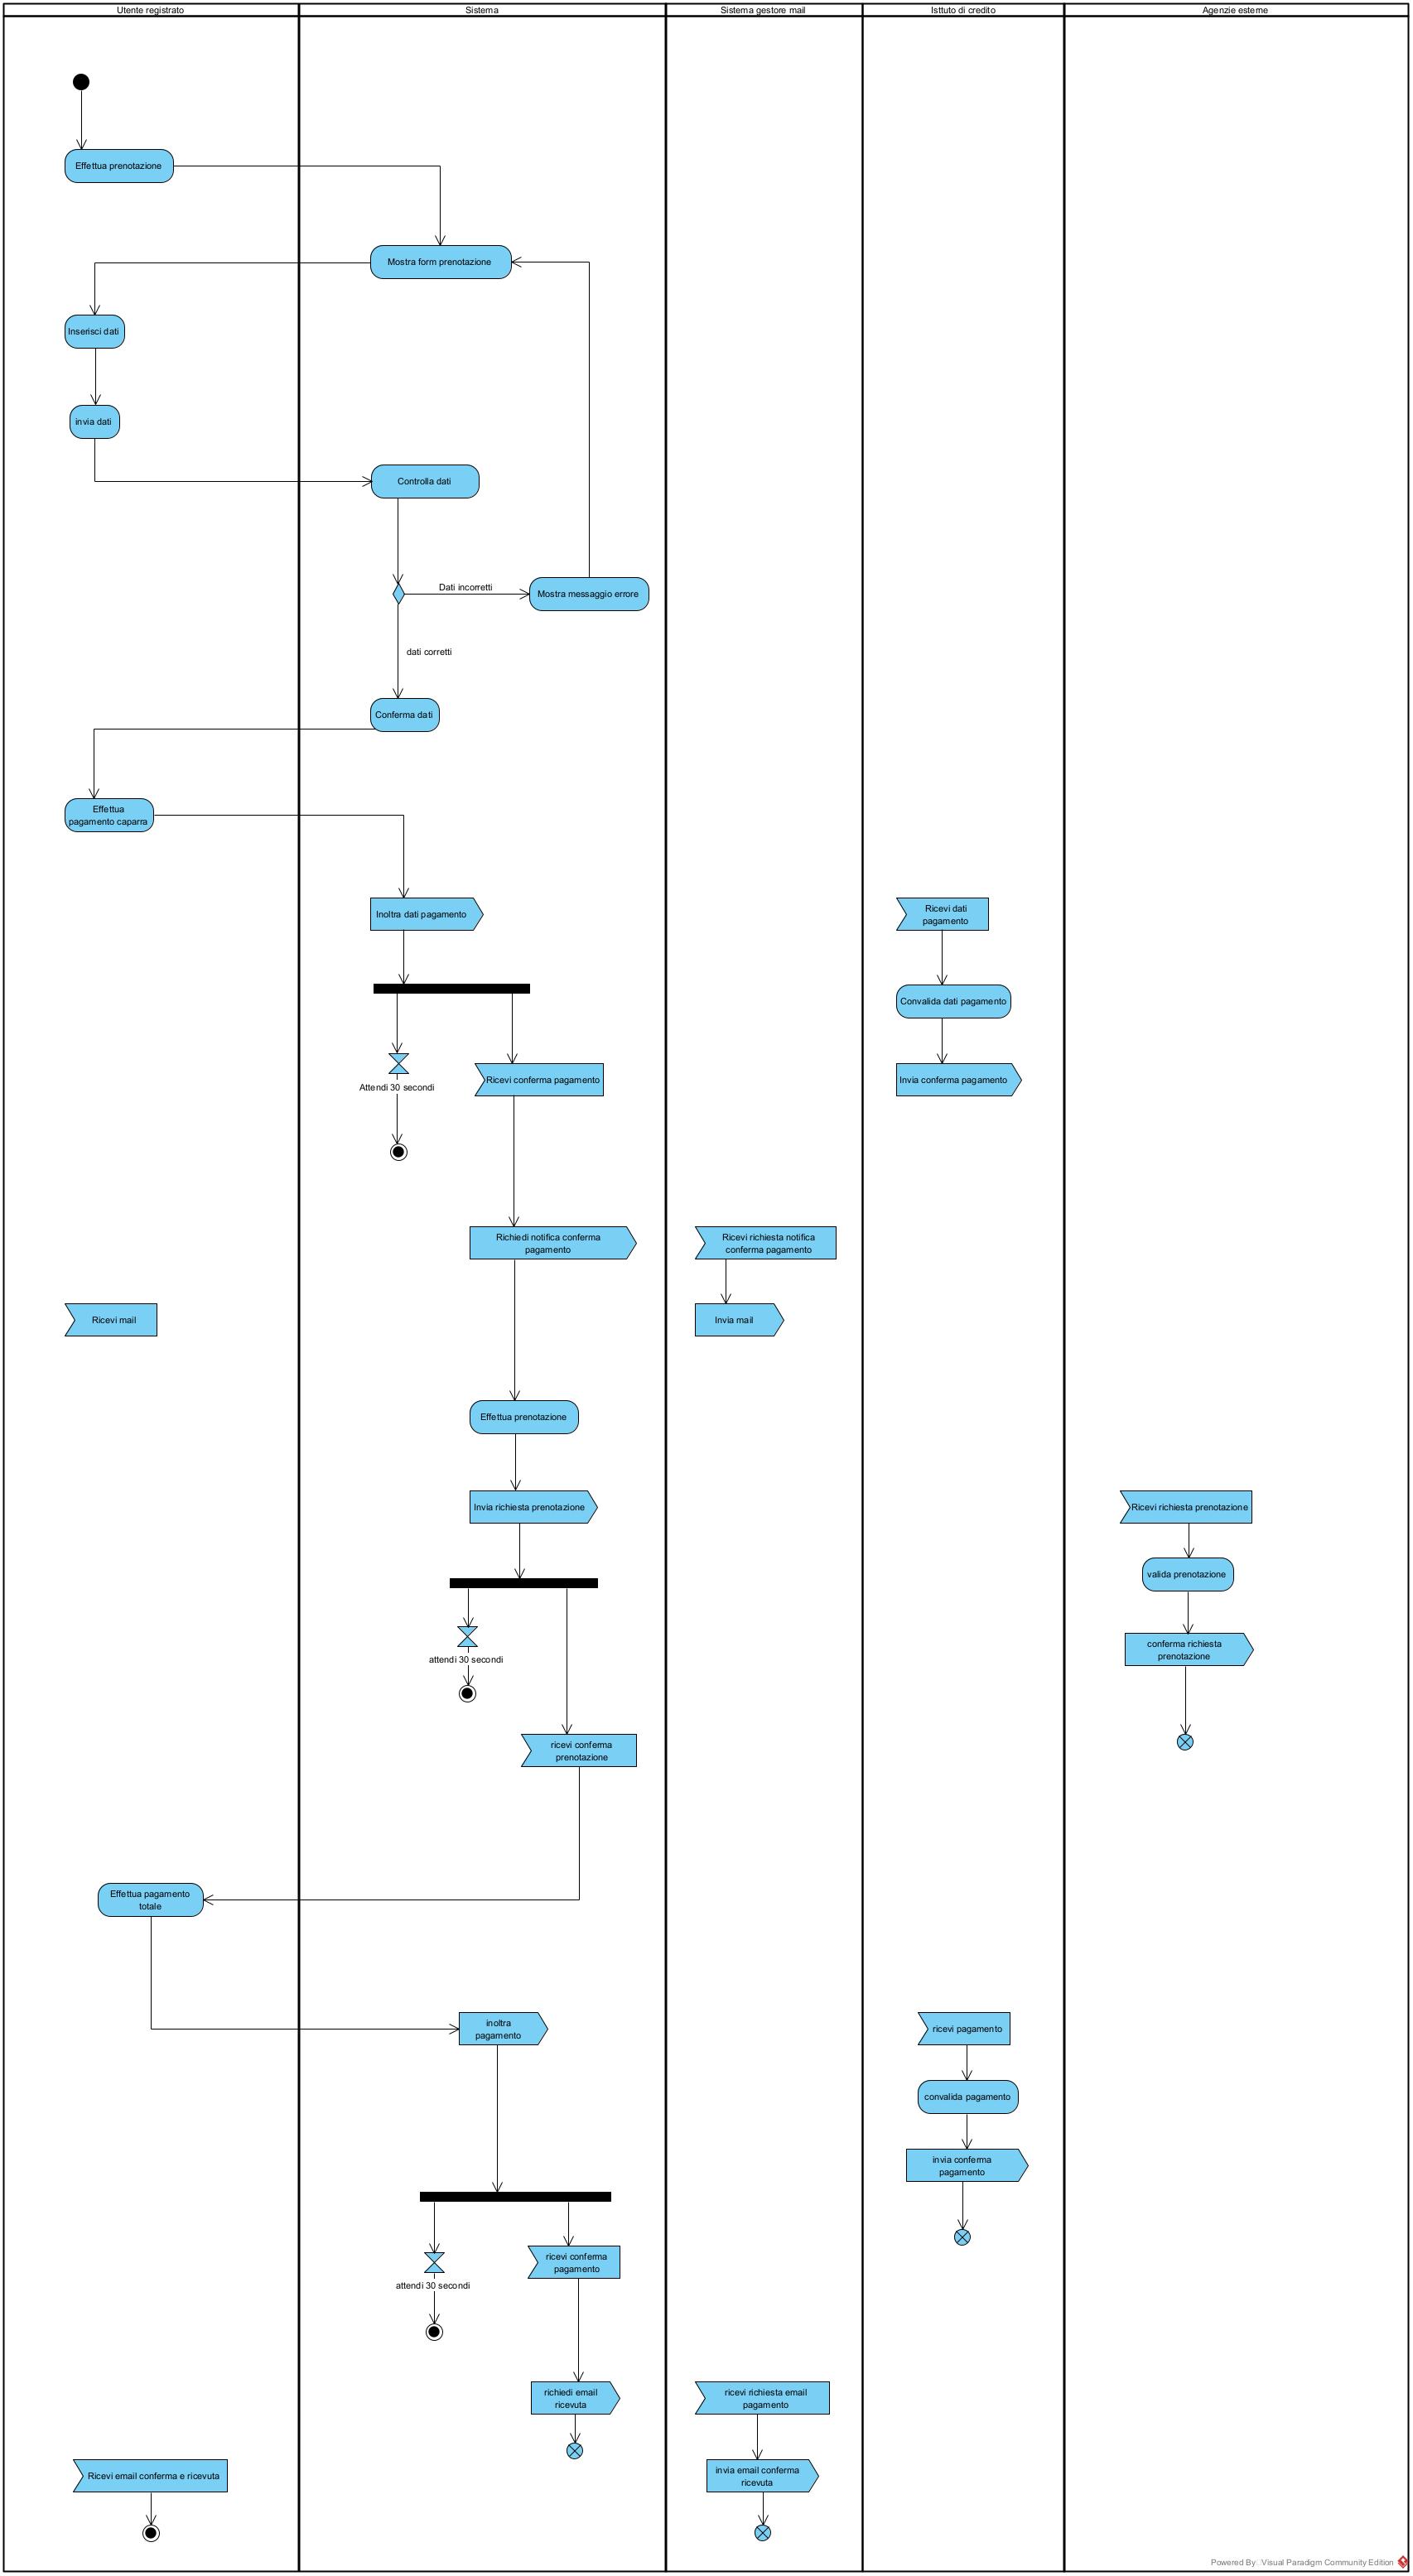 Utente registrato
Sistema
Sistema gestore mail
Isttuto di credito
Agenzie esterne
Effettua prenotazione
Mostra form prenotazione
Inserisci dati
invia dati
Controlla dati
Dati incorretti
Mostra messaggio errore
dati corretti
Conferma dati
Effettua
pagamento caparra
Inoltra dati pagamento
Ricevi dati
pagamento
Convalida dati pagamento
Attendi 30 secondi
Ricevi conferma pagamento
Invia conferma pagamento
Richiedi notifica conferma
pagamento
Ricevi richiesta notifica
conferma pagamento
Ricevi mail
Invia mail
Effettua prenotazione
Invia richiesta prenotazione
Ricevi richiesta prenotazione
valida prenotazione
attendi 30 secondi
conferma richiesta
prenotazione
ricevi conferma
prenotazione
Effettua pagamento
totale
inoltra
pagamento
ricevi pagamento
convalida pagamento
invia conferma
pagamento
attendi 30 secondi
ricevi conferma
pagamento
richiedi email
ricevuta
ricevi richiesta email
pagamento
Ricevi email conferma e ricevuta
invia email conferma
ricevuta
Powered By: Visual Paradigm Community Edition